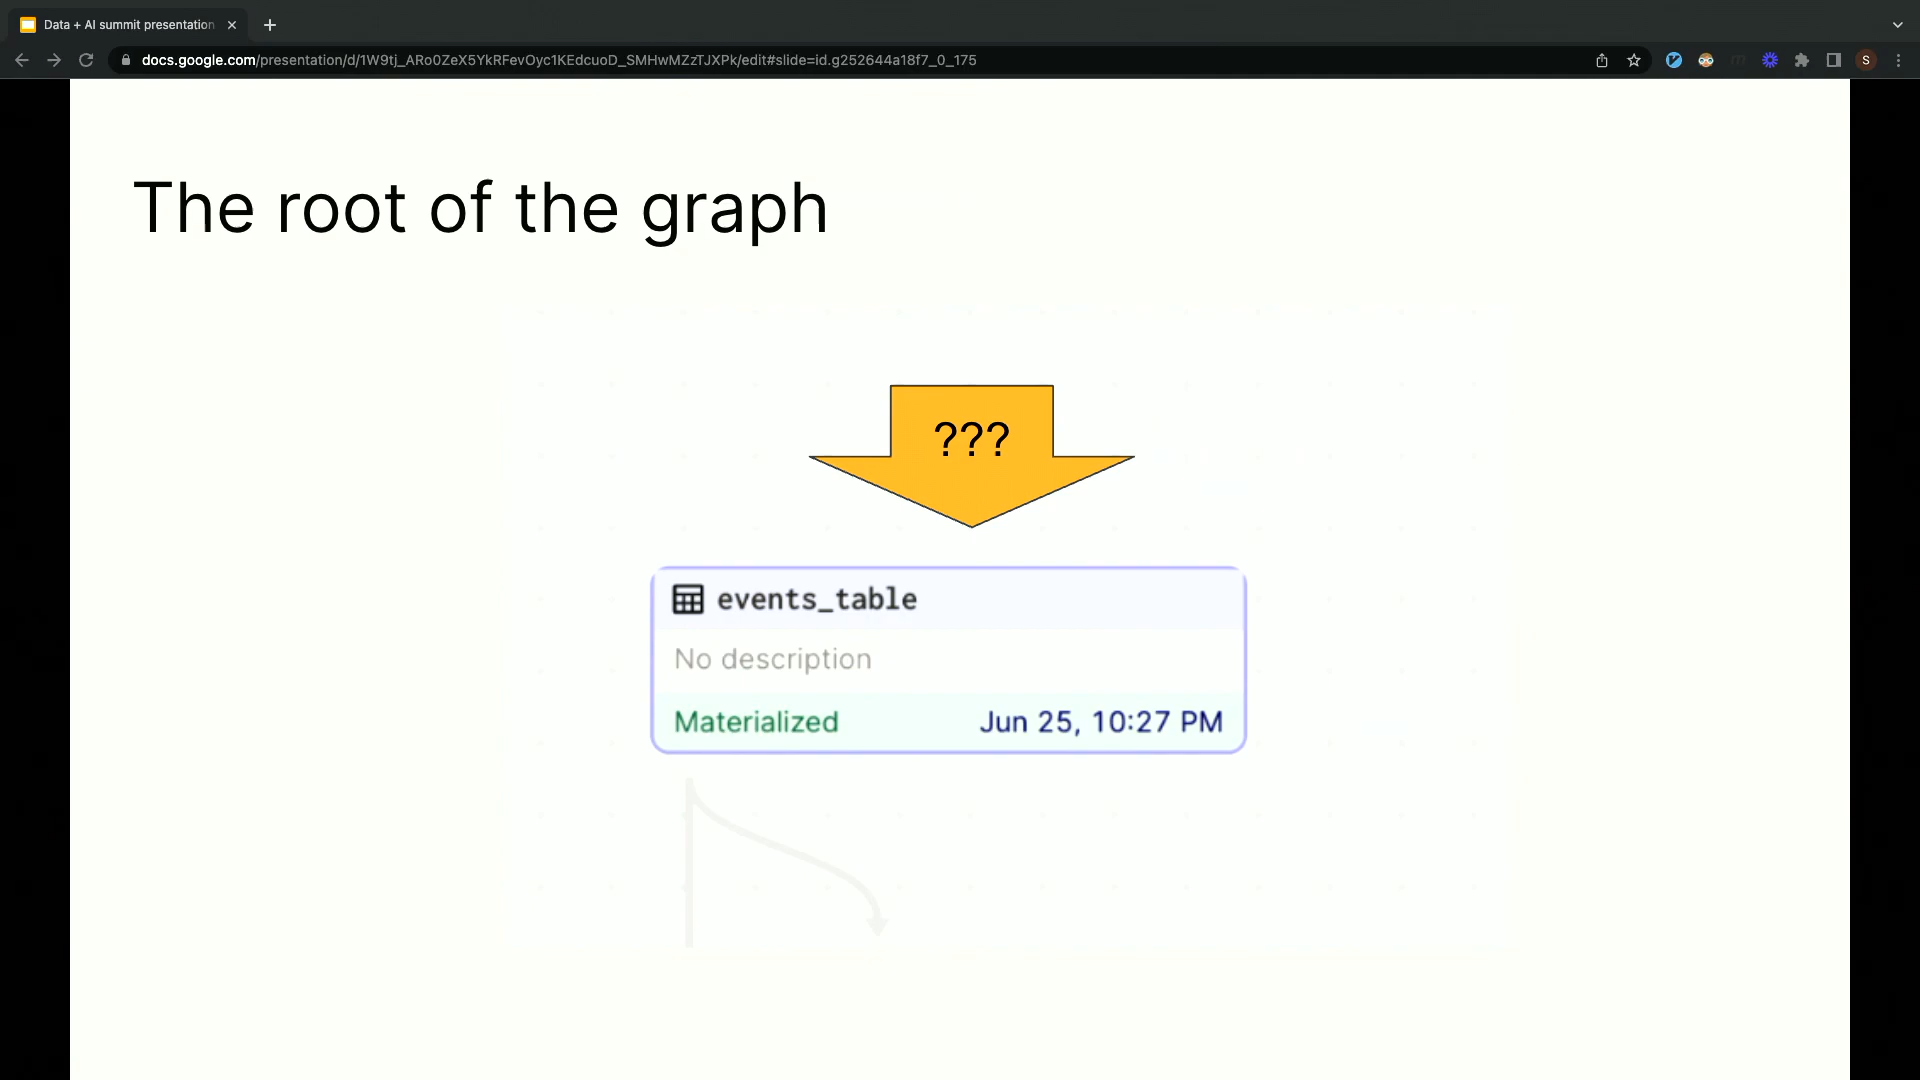 Data + AI summit presentation
docs.google.com/presentation/d/1W9tj_ARo0ZeX5YkRFevOyc1KEdcuoD_SMHwMZzTJXPk/edit#slide=id.g252644a18f7_0_175
S
The root of the graph
???
events_table
No description
Materialized Jun 25, 10:27 PM